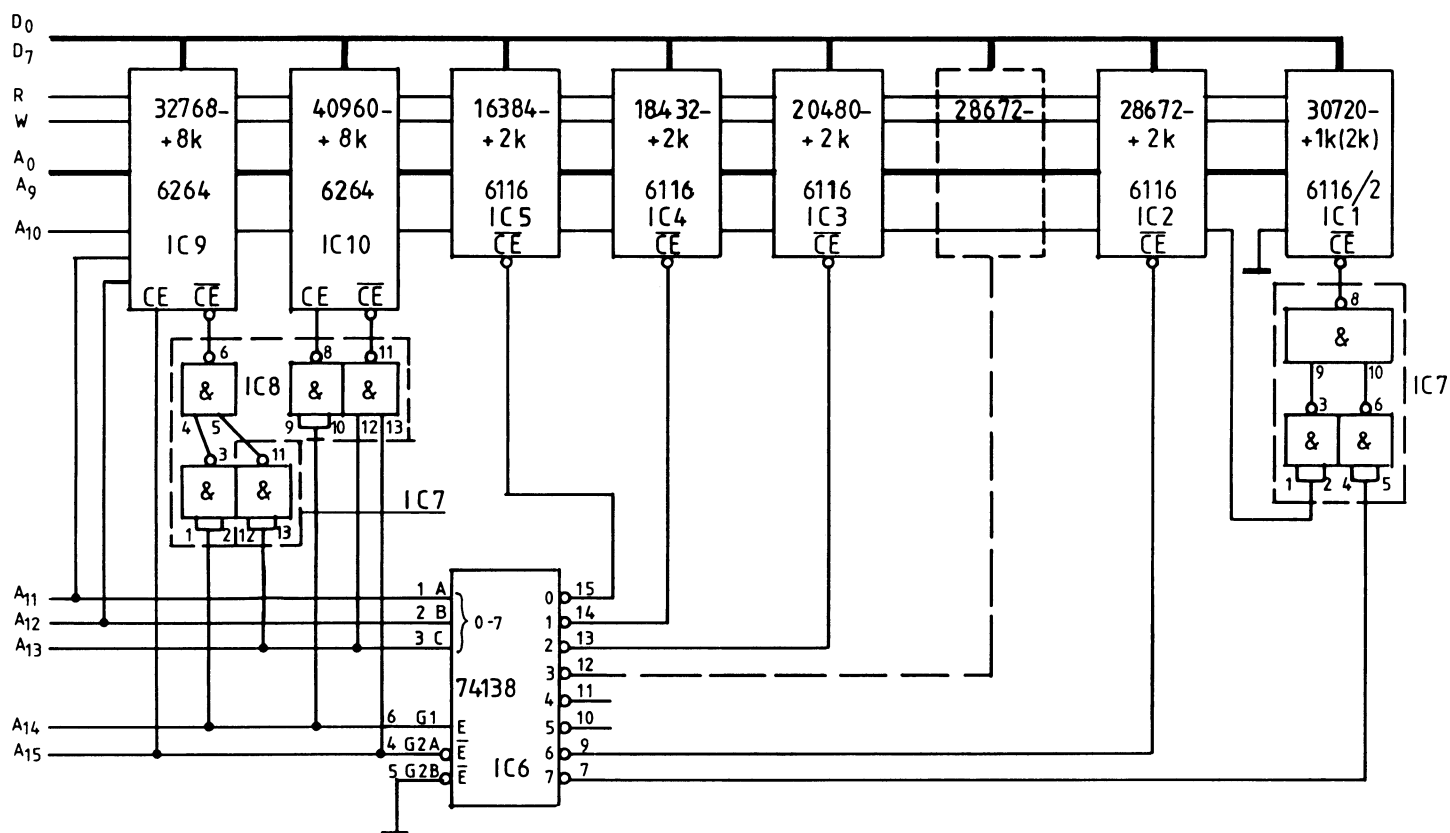 D0
D7
R
W
A0
A9
A10
32768-
+8k
6264
IC9
CE CE
40960-
+8k
6264
IC10
CE CE
16384-
+2k
6116
IC5
CE
18432-
+2k
6116
IC4
CE
20480-
+2k
6116
IC3
CE
28672-
28672-
+2k
6116
IC2
CE
30720-
+1k(2k)
6116/2
IC1
CE
6
&
4 5
IC8
8 11
& &
9 10 12 13
3 11
& &
1 2 12 13
IC7
8
&
9 10
IC7
3 6
& &
1 2 4 5
A11
A12
A13
A14
A15
1 A
2 B
3 C
0-7
74138
6 G1 E
4 G2A E
5 G2B E
IC6
0 15
1 14
2 13
3 12
4 11
5 10
6 9
7 7